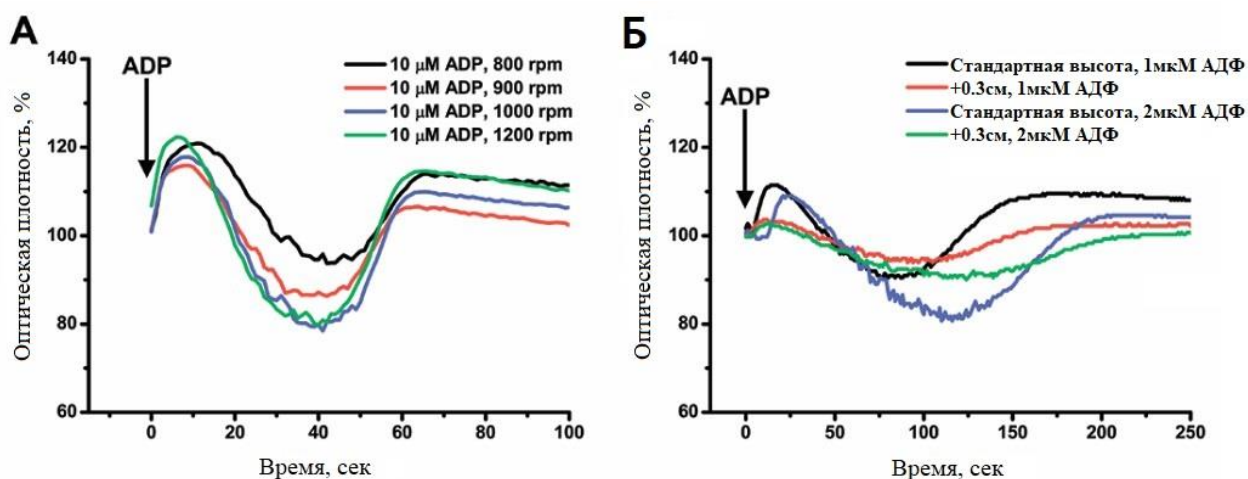 А
Оптическая плотность, %
140
120
100
80
60
ADP
10 μM ADP, 800 rpm
10 μM ADP, 900 rpm
10 μM ADP, 1000 rpm
10 μM ADP, 1200 rpm
0
20
40
60
80
100
Время, сек
Б
Оптическая плотность, %
140
120
100
80
60
ADP
Стандартная высота, 1мкМ АДФ
+0.3см, 1мкМ АДФ
Стандартная высота, 2мкМ АДФ
+0.3см, 2мкМ АДФ
0
50
100
150
200
250
Время, сек